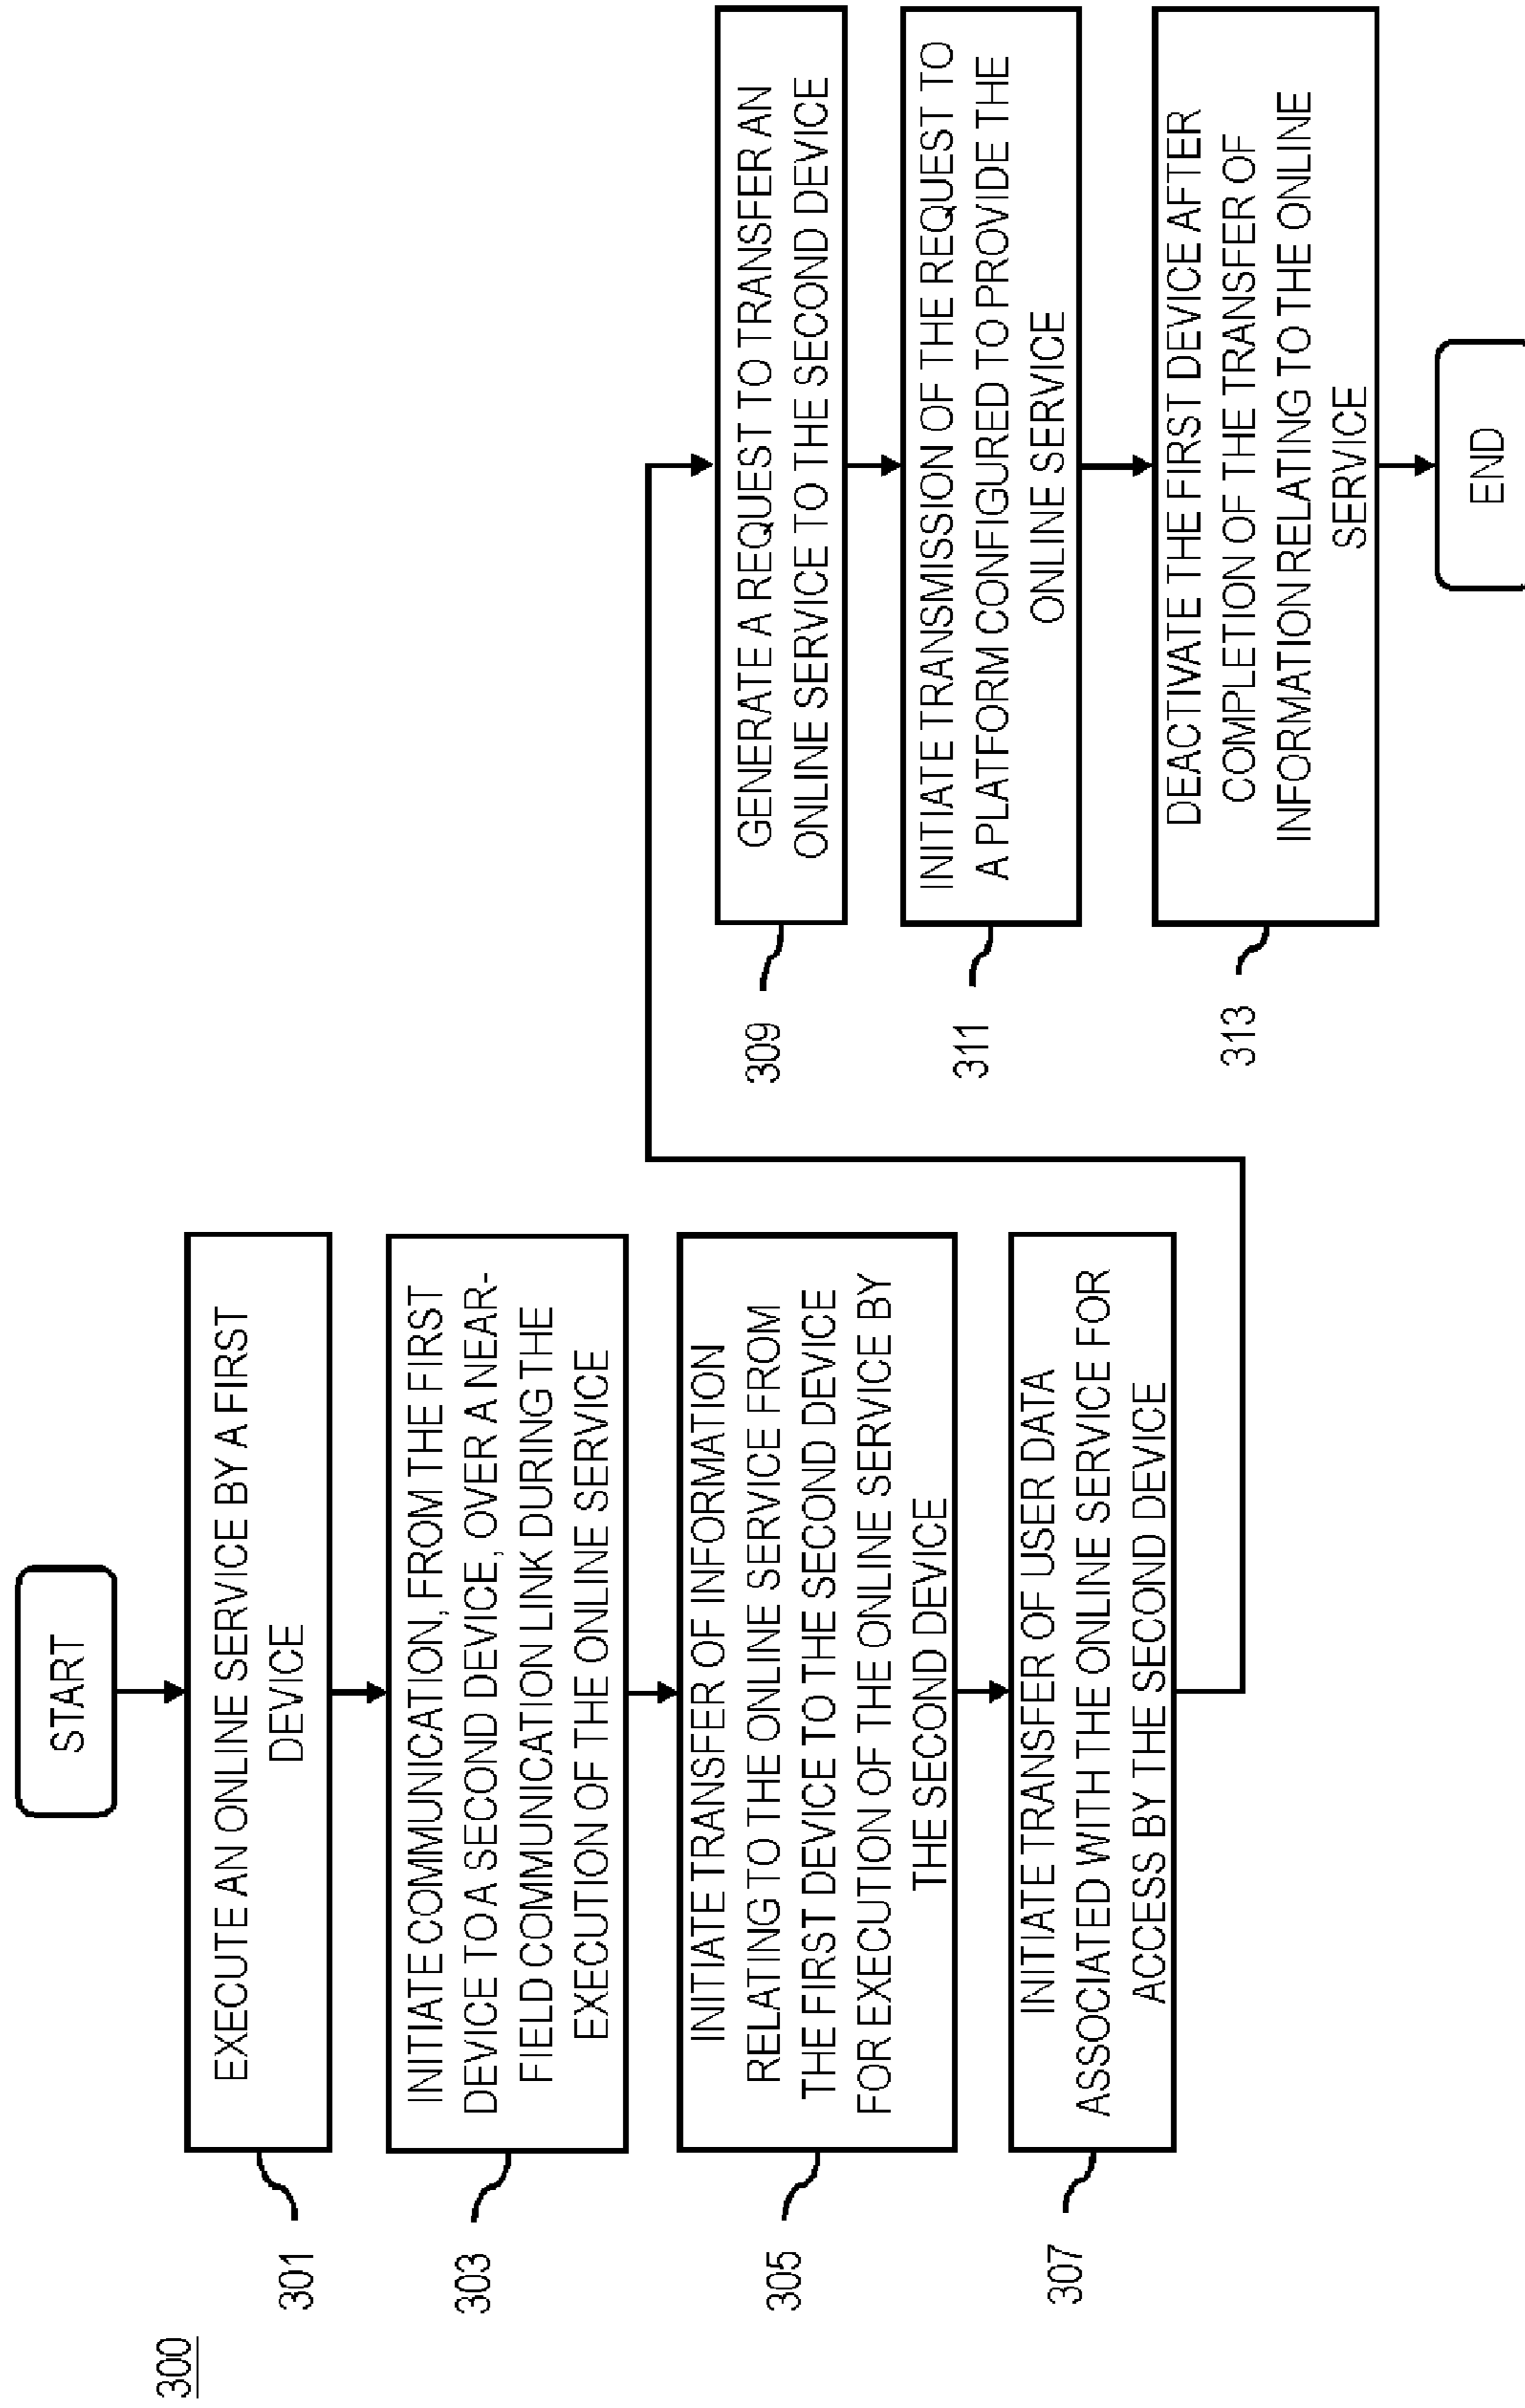 300
START
301
EXECUTE AN ONLINE SERVICE BY A FIRST
DEVICE
303
INITIATE COMMUNICATION, FROM THE FIRST
DEVICE TO A SECOND DEVICE, OVER A NEAR-
FIELD COMMUNICATION LINK DURING THE
EXECUTION OF THE ONLINE SERVICE
305
INITIATE TRANSFER OF INFORMATION
RELATING TO THE ONLINE SERVICE FROM
THE FIRST DEVICE TO THE SECOND DEVICE
FOR EXECUTION OF THE ONLINE SERVICE BY
THE SECOND DEVICE
307
INITIATE TRANSFER OF USER DATA
ASSOCIATED WITH THE ONLINE SERVICE FOR
ACCESS BY THE SECOND DEVICE
309
GENERATE A REQUEST TO TRANSFER AN
ONLINE SERVICE TO THE SECOND DEVICE
311
INITIATE TRANSMISSION OF THE REQUEST TO
A PLATFORM CONFIGURED TO PROVIDE THE
ONLINE SERVICE
313
DEACTIVATE THE FIRST DEVICE AFTER
COMPLETION OF THE TRANSFER OF
INFORMATION RELATING TO THE ONLINE
SERVICE
END